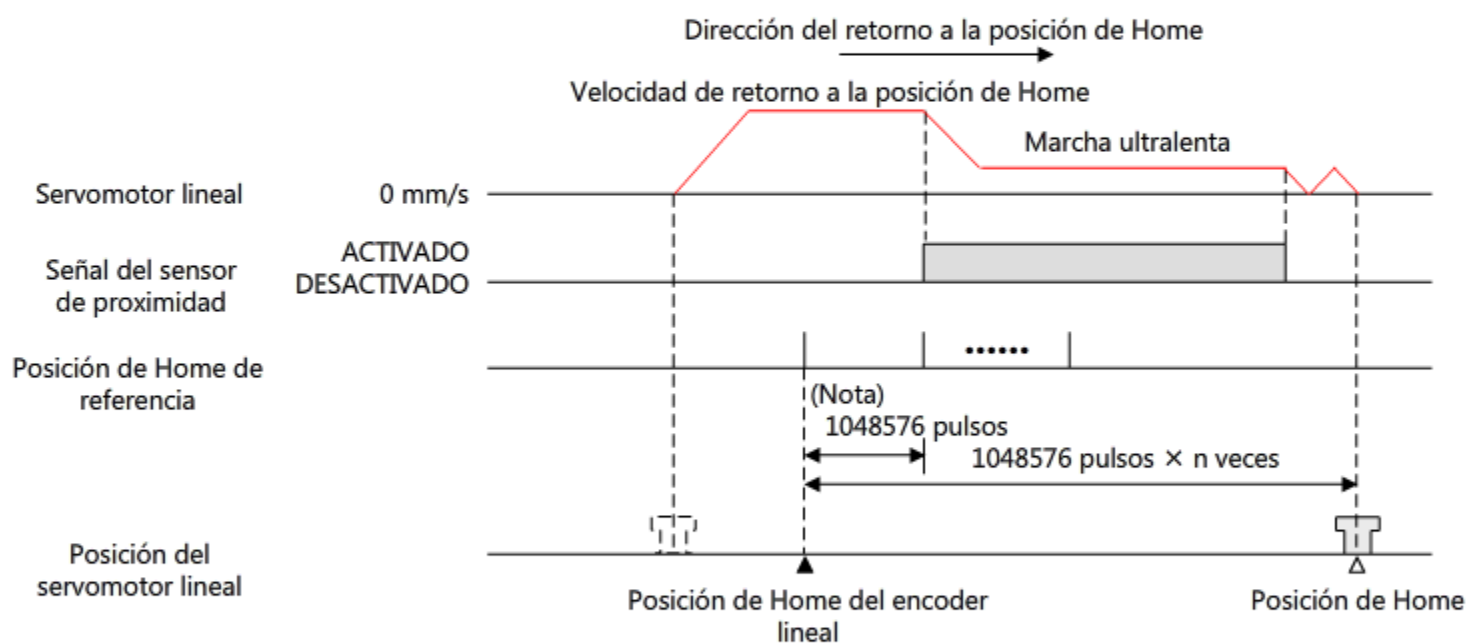 Dirección del retorno a la posición de Home
Velocidad de retorno a la posición de Home
Marcha ultralenta
Servomotor lineal
0 mm/s
Señal del sensor
de proximidad
ACTIVADO
DESACTIVADO
Posición de Home de
referencia
••••••
(Nota)
1048576 pulsos
1048576 pulsos × n veces
Posición del
servomotor lineal
Posición de Home del encoder
lineal
Posición de Home